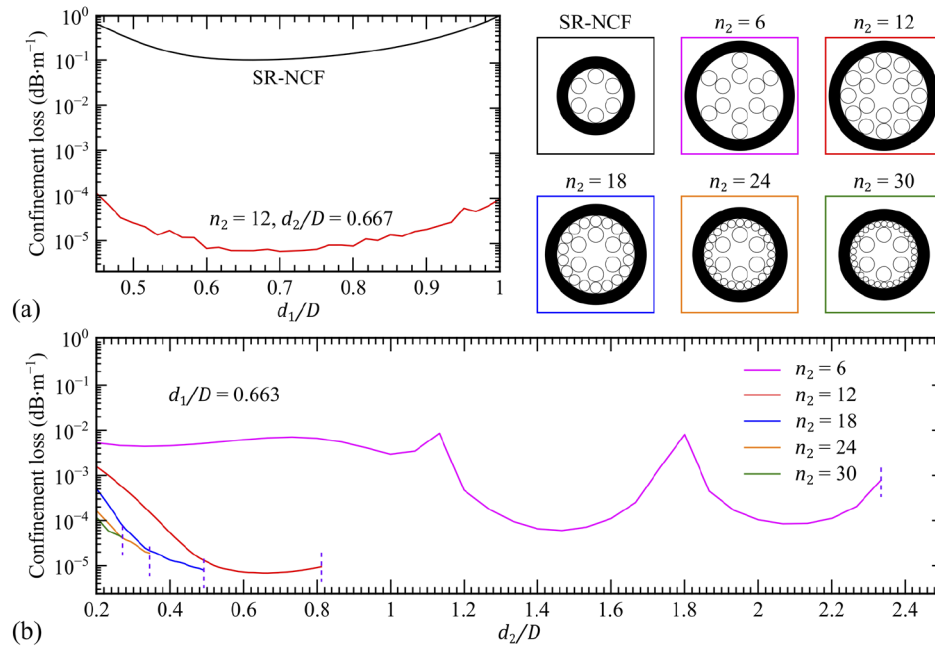 10⁰
10⁻¹
10⁻²
10⁻³
10⁻⁴
10⁻⁵
Confinement loss (dB·m⁻¹)
SR-NCF
n₂ = 12, d₂/D = 0.667
0.5 0.6 0.7 0.8 0.9 1
d₁/D
(a)
SR-NCF n₂ = 6 n₂ = 12
n₂ = 18 n₂ = 24 n₂ = 30
10⁰
10⁻¹
10⁻²
10⁻³
10⁻⁴
10⁻⁵
Confinement loss (dB·m⁻¹)
d₁/D = 0.663
n₂ = 6
n₂ = 12
n₂ = 18
n₂ = 24
n₂ = 30
0.2 0.4 0.6 0.8 1 1.2 1.4 1.6 1.8 2 2.2 2.4
d₂/D
(b)